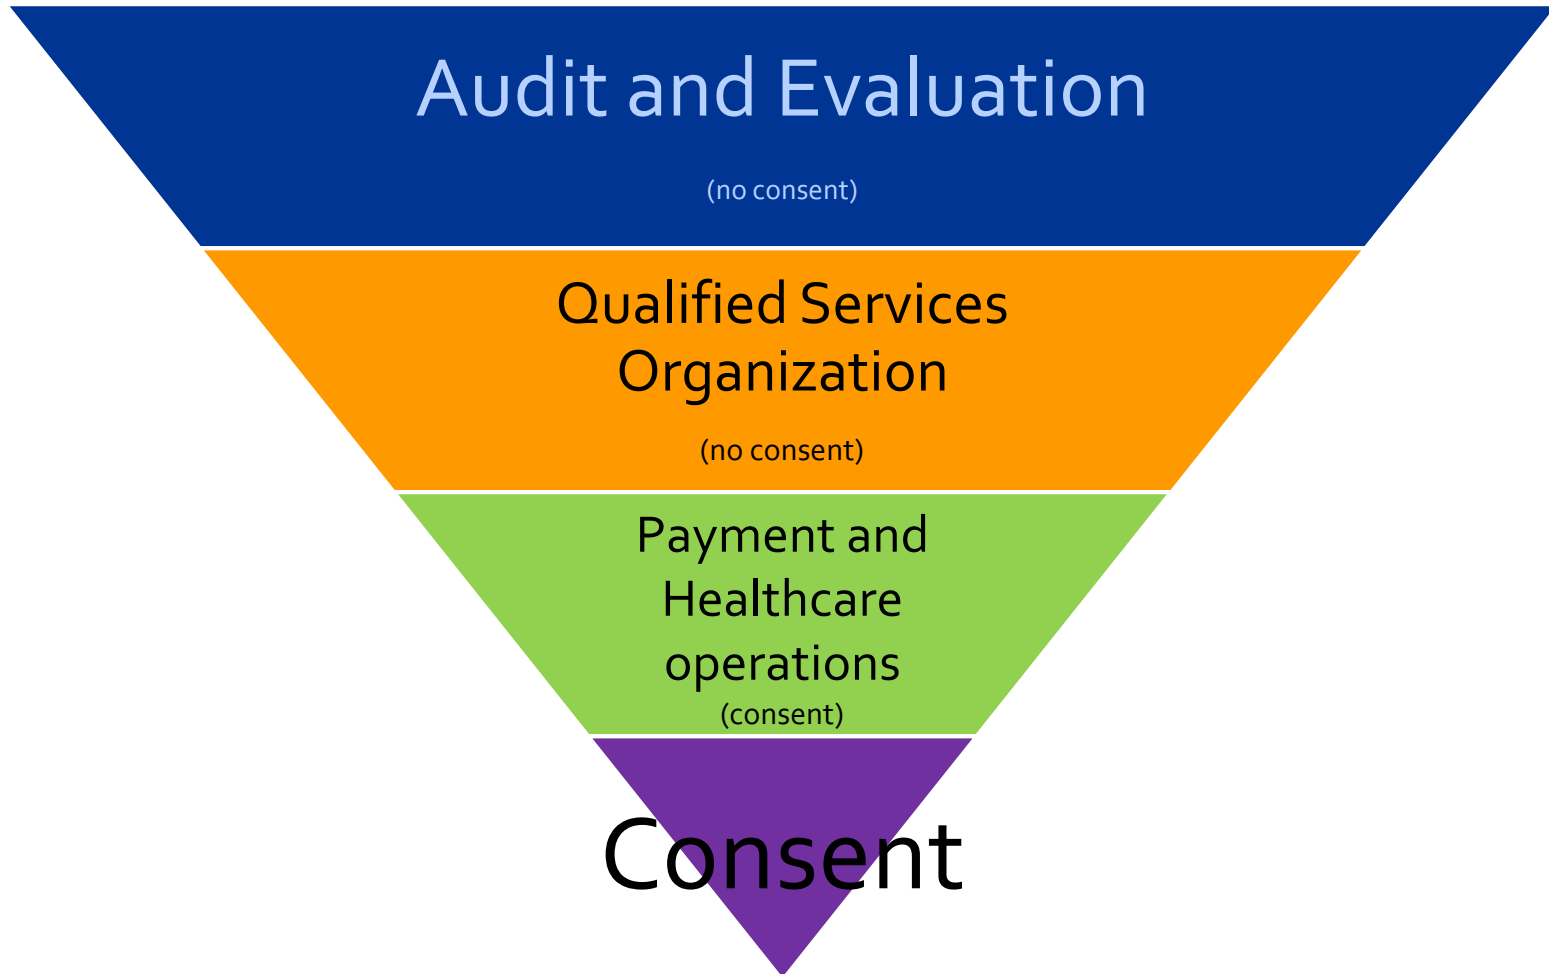 Audit and Evaluation
(no consent)
Qualified Services
Organization
(no consent)
Payment and
Healthcare
operations
(consent)
Consent